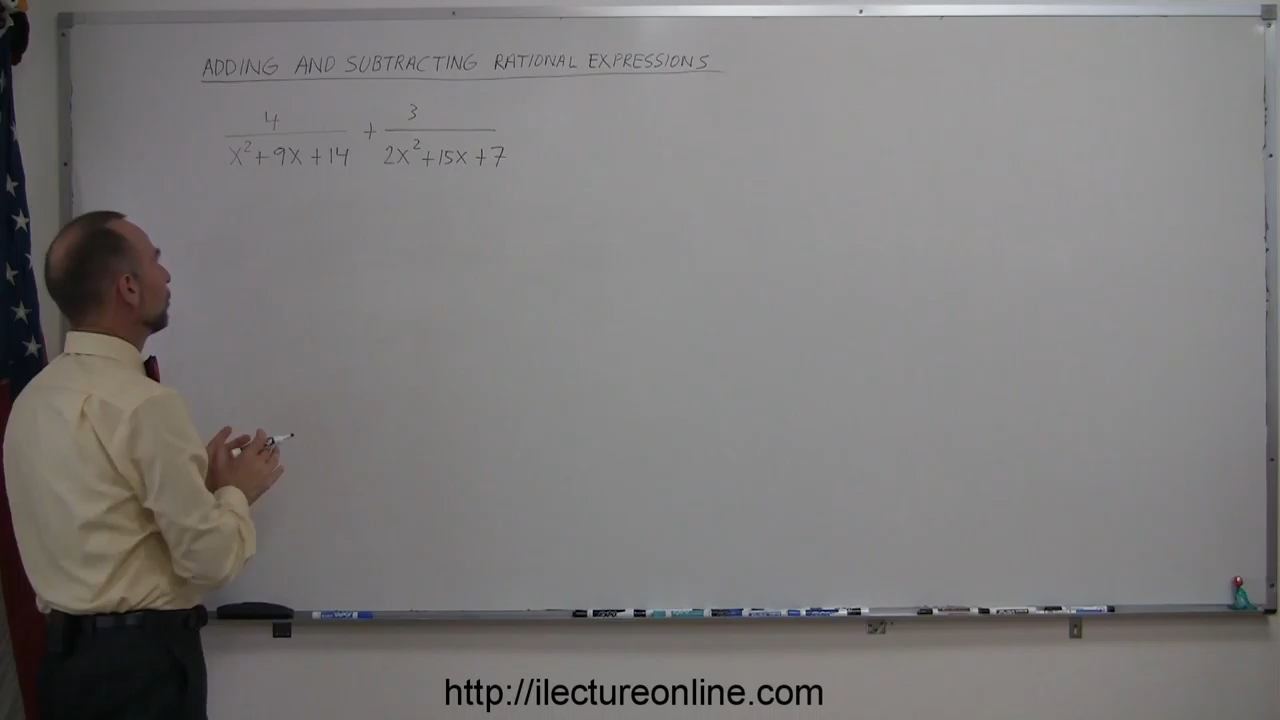 ADDING AND SUBTRACTING RATIONAL EXPRESSIONS
4/(x²+9x+14) + 3/(2x²+15x+7)
http://ilectureonline.com